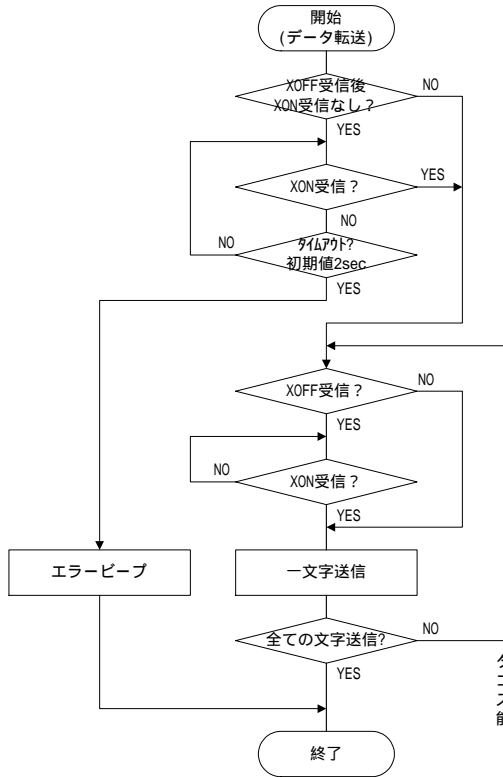 開始
(データ転送)
XOFF受信後
XON受信なし?
NO
YES
XON受信?
YES
NO
ﾀｲﾑｱｳﾄ?
初期値2sec
NO
YES
XOFF受信?
NO
YES
XON受信?
NO
YES
エラービープ
一文字送信
全ての文字送信?
NO
YES
終了